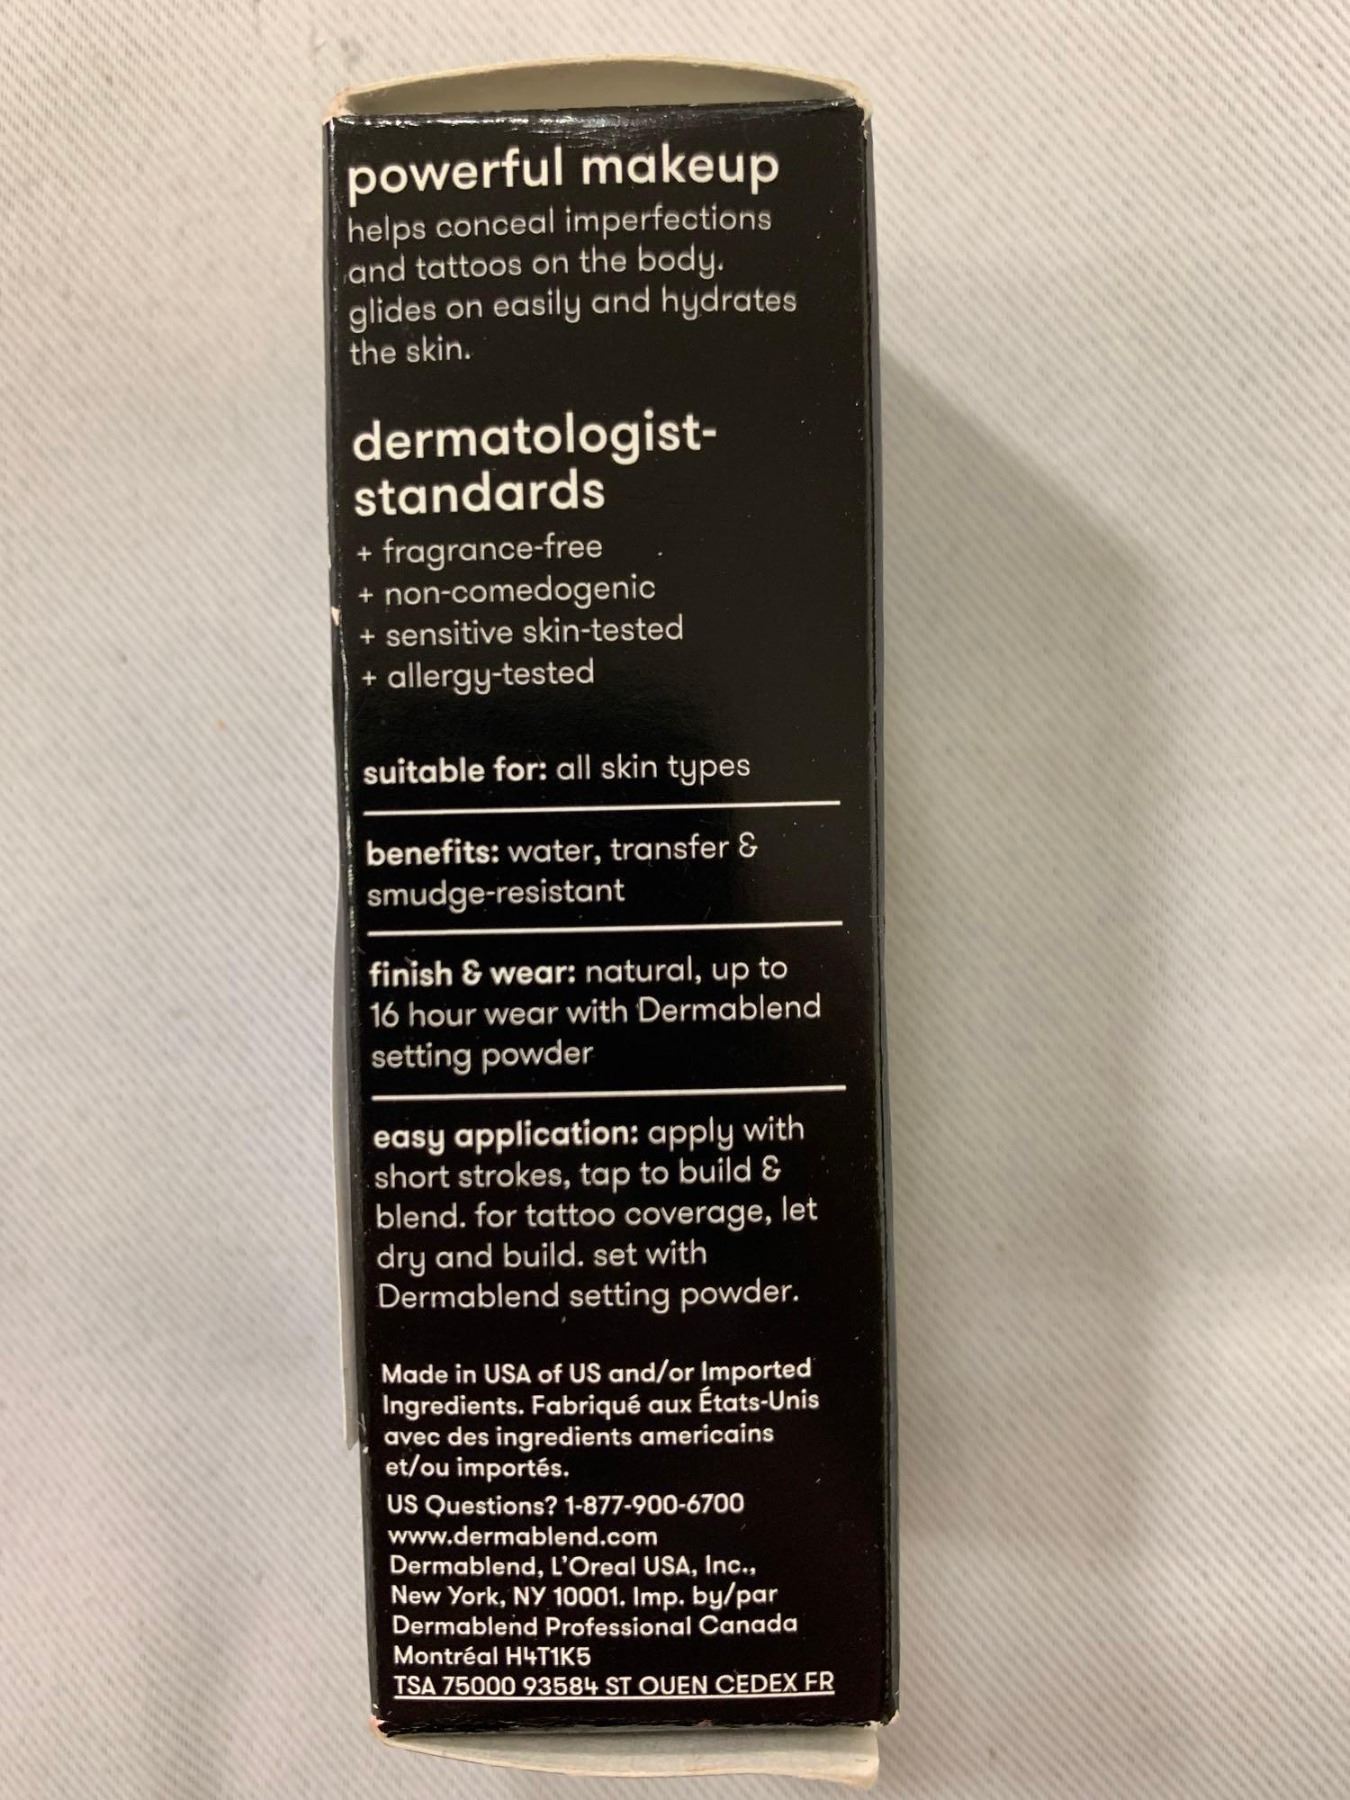 powerful makeup
helps conceal imperfections
and tattoos on the body.
glides on easily and hydrates
the skin.
dermatologist-
standards
+ fragrance-free
+ non-comedogenic
+ sensitive skin-tested
+ allergy-tested
suitable for: all skin types
benefits: water, transfer &
smudge-resistant
finish & wear: natural, up to
16 hour wear with Dermablend
setting powder
easy application: apply with
short strokes, tap to build &
blend. for tattoo coverage, let
dry and build. set with
Dermablend setting powder.
Made in USA of US and/or Imported
Ingredients. Fabriqué aux États-Unis
avec des ingredients americains
et/ou importés.
US Questions? 1-877-900-6700
www.dermablend.com
Dermablend, L'Oreal USA, Inc.,
New York, NY 10001. Imp. by/par
Dermablend Professional Canada
Montréal H4T1K5
TSA 75000 93584 ST OUEN CEDEX FR